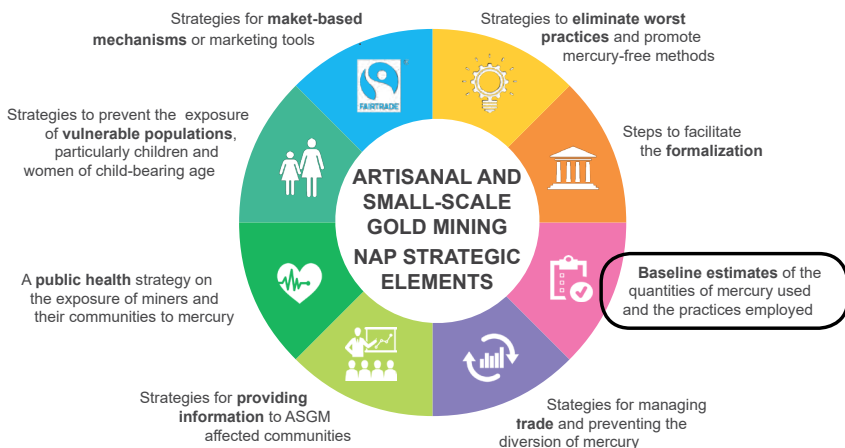 Strategies for maket-based
mechanisms or marketing tools
Strategies to eliminate worst
practices and promote
mercury-free methods
FAIRTRADE
Strategies to prevent the exposure
of vulnerable populations,
particularly children and
women of child-bearing age
Steps to facilitate
the formalization
ARTISANAL AND
SMALL-SCALE
GOLD MINING
NAP STRATEGIC
ELEMENTS
A public health strategy on
the exposure of miners and
their communities to mercury
Baseline estimates of the
quantities of mercury used
and the practices employed
Strategies for providing
information to ASGM
affected communities
Stategies for managing
trade and preventing the
diversion of mercury